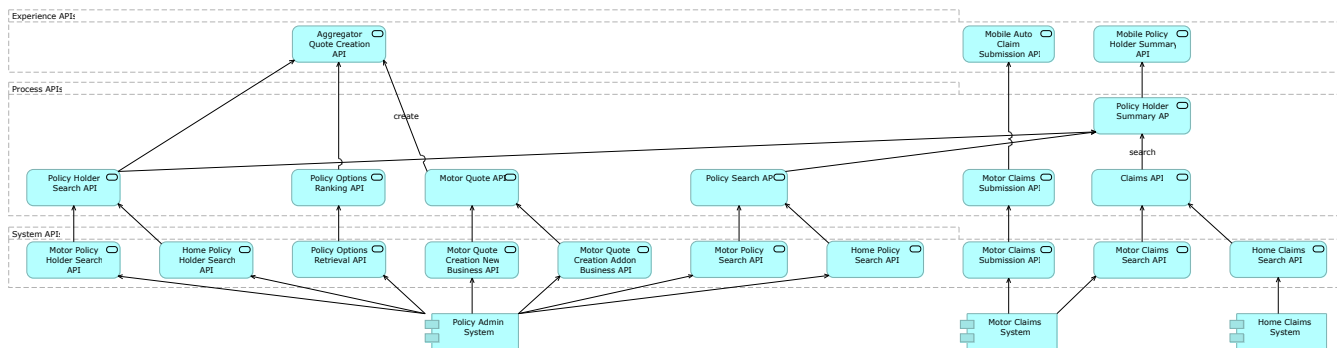 Experience APIs
Aggregator
Quote Creation
API
Mobile Auto
Claim
Submission API
Mobile Policy
Holder Summary
API
Process APIs
Policy Holder
Summary AP
create
search
Policy Holder
Search API
Policy Options
Ranking API
Motor Quote API
Policy Search API
Motor Claims
Submission API
Claims API
System APIs
Motor Policy
Holder Search
API
Home Policy
Holder Search
API
Policy Options
Retrieval API
Motor Quote
Creation New
Business API
Motor Quote
Creation Addon
Business API
Motor Policy
Search API
Home Policy
Search API
Motor Claims
Submission API
Motor Claims
Search API
Home Claims
Search API
Policy Admin
System
Motor Claims
System
Home Claims
System